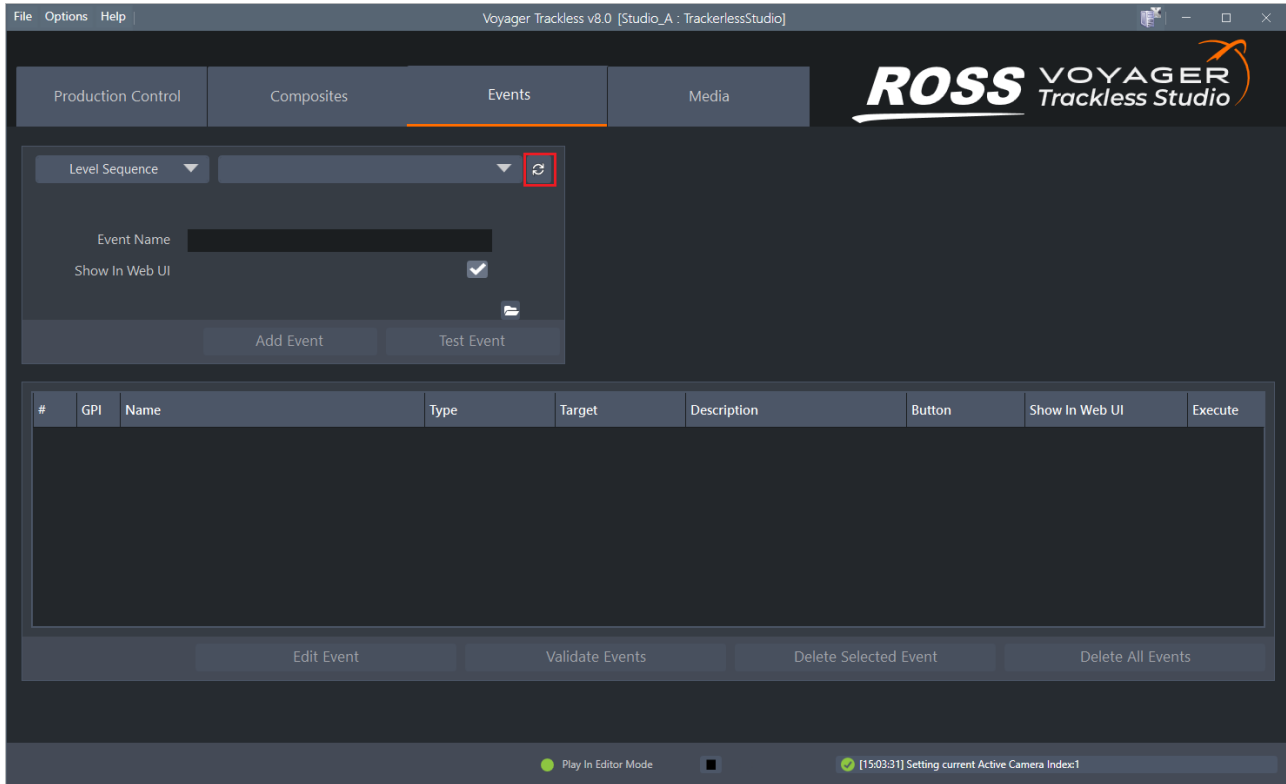 File Options Help
Voyager Trackless v8.0 [Studio_A : TrackerlessStudio]
Production Control
Composites
Events
Media
ROSS VOYAGER
Trackless Studio
Level Sequence
Event Name
Show In Web UI
Add Event
Test Event
# GPI Name Type Target Description Button Show In Web UI Execute
Edit Event
Validate Events
Delete Selected Event
Delete All Events
Play In Editor Mode
[15:03:31] Setting current Active Camera Index:1